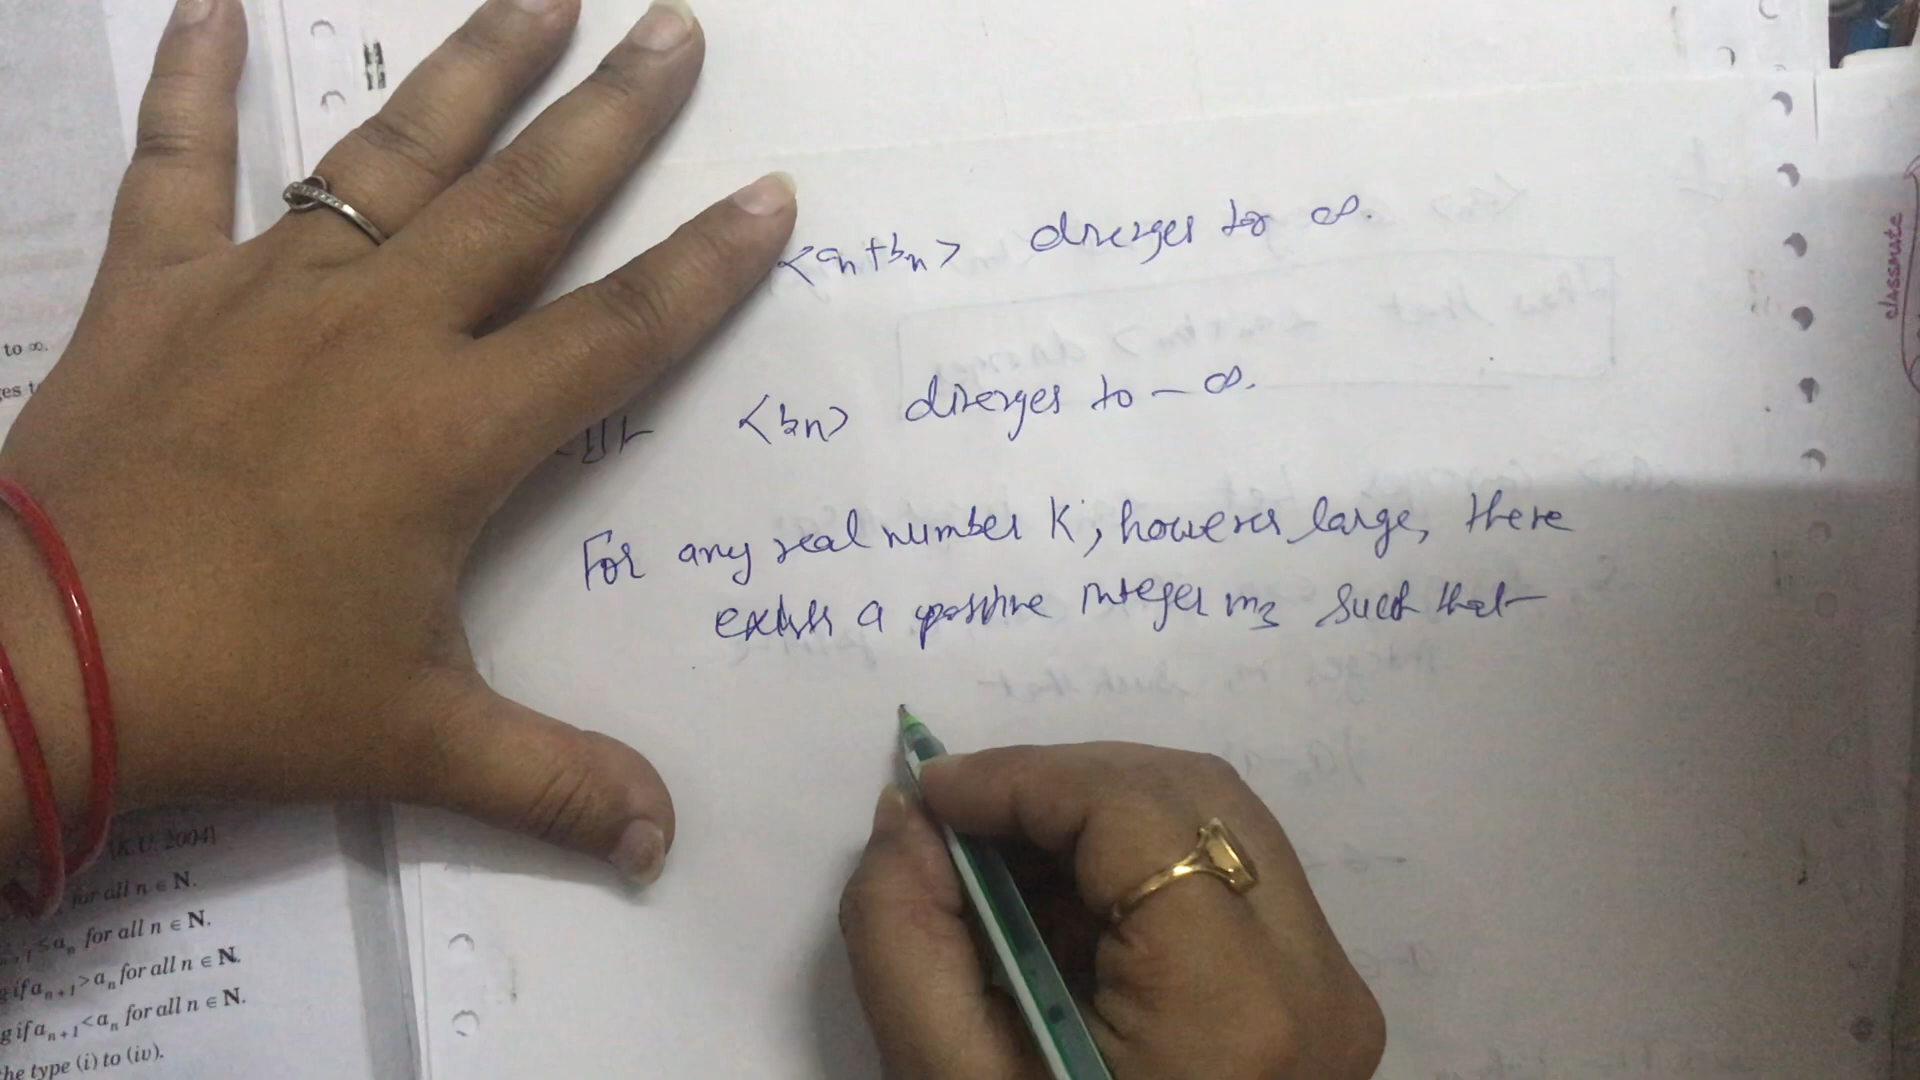 <aₙ+bₙ> diverges to ∞.
<bₙ> diverges to – ∞.
For any real number K, however large, there
exists a positive integer m₃ such that
to ∞.
[K.U. 2004]
for all n ∈ N.
≤aₙ for all n ∈ N.
g if aₙ₊₁>aₙ for all n ∈ N.
g if aₙ₊₁<aₙ for all n ∈ N.
the type (i) to (iv).
classmate